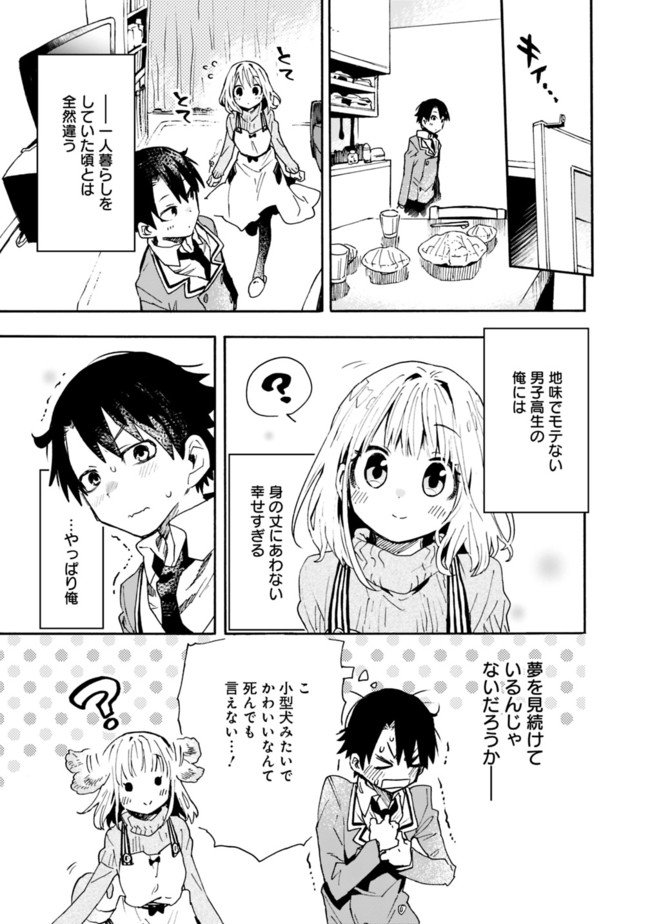 キィ…
とて
とて
――一人暮らしを
していた頃とは
全然違う
地味でモテない
男子高生の
俺には
?
身の丈にあわない
幸せすぎる
…やっぱり俺
夢を見続けて
いるんじゃ
ないだろうか――
こ
小型犬みたいで
かわいいなんて
死んでも
言えない…!
?